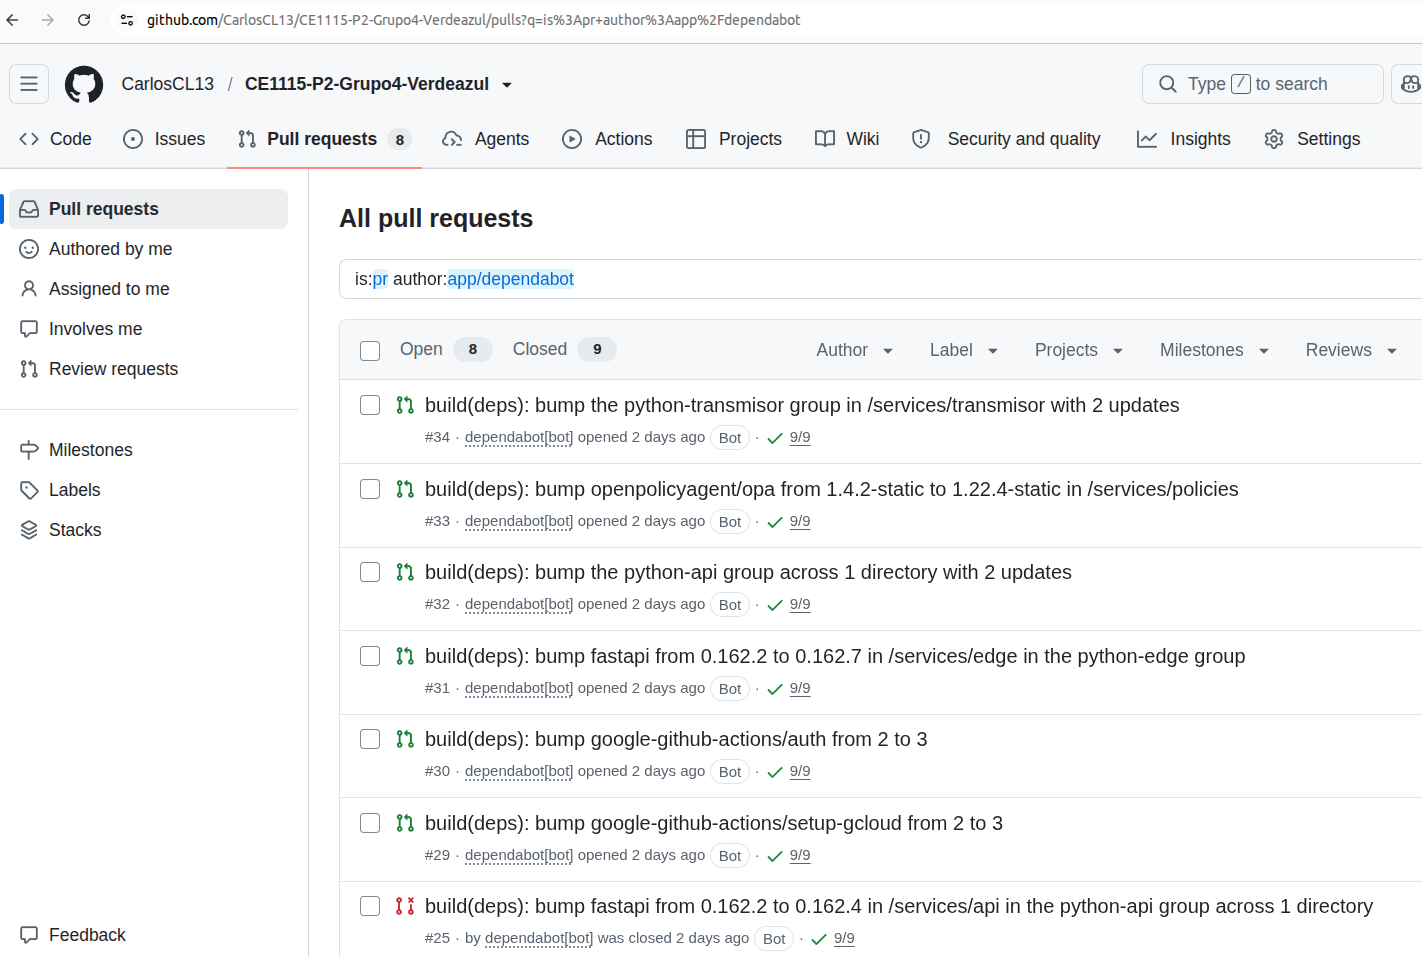 github.com/CarlosCL13/CE1115-P2-Grupo4-Verdeazul/pulls?q=is%3Apr+author%3Aapp%2Fdependabot
CarlosCL13 / CE1115-P2-Grupo4-Verdeazul
Type / to search
Code Issues Pull requests 8 Agents Actions Projects Wiki Security and quality Insights Settings
Pull requests
Authored by me
Assigned to me
Involves me
Review requests
Milestones
Labels
Stacks
Feedback
All pull requests
is:pr author:app/dependabot
Open 8 Closed 9 Author Label Projects Milestones Reviews
build(deps): bump the python-transmisor group in /services/transmisor with 2 updates
#34 · dependabot[bot] opened 2 days ago Bot · 9/9
build(deps): bump openpolicyagent/opa from 1.4.2-static to 1.22.4-static in /services/policies
#33 · dependabot[bot] opened 2 days ago Bot · 9/9
build(deps): bump the python-api group across 1 directory with 2 updates
#32 · dependabot[bot] opened 2 days ago Bot · 9/9
build(deps): bump fastapi from 0.162.2 to 0.162.7 in /services/edge in the python-edge group
#31 · dependabot[bot] opened 2 days ago Bot · 9/9
build(deps): bump google-github-actions/auth from 2 to 3
#30 · dependabot[bot] opened 2 days ago Bot · 9/9
build(deps): bump google-github-actions/setup-gcloud from 2 to 3
#29 · dependabot[bot] opened 2 days ago Bot · 9/9
build(deps): bump fastapi from 0.162.2 to 0.162.4 in /services/api in the python-api group across 1 directory
#25 · by dependabot[bot] was closed 2 days ago Bot · 9/9